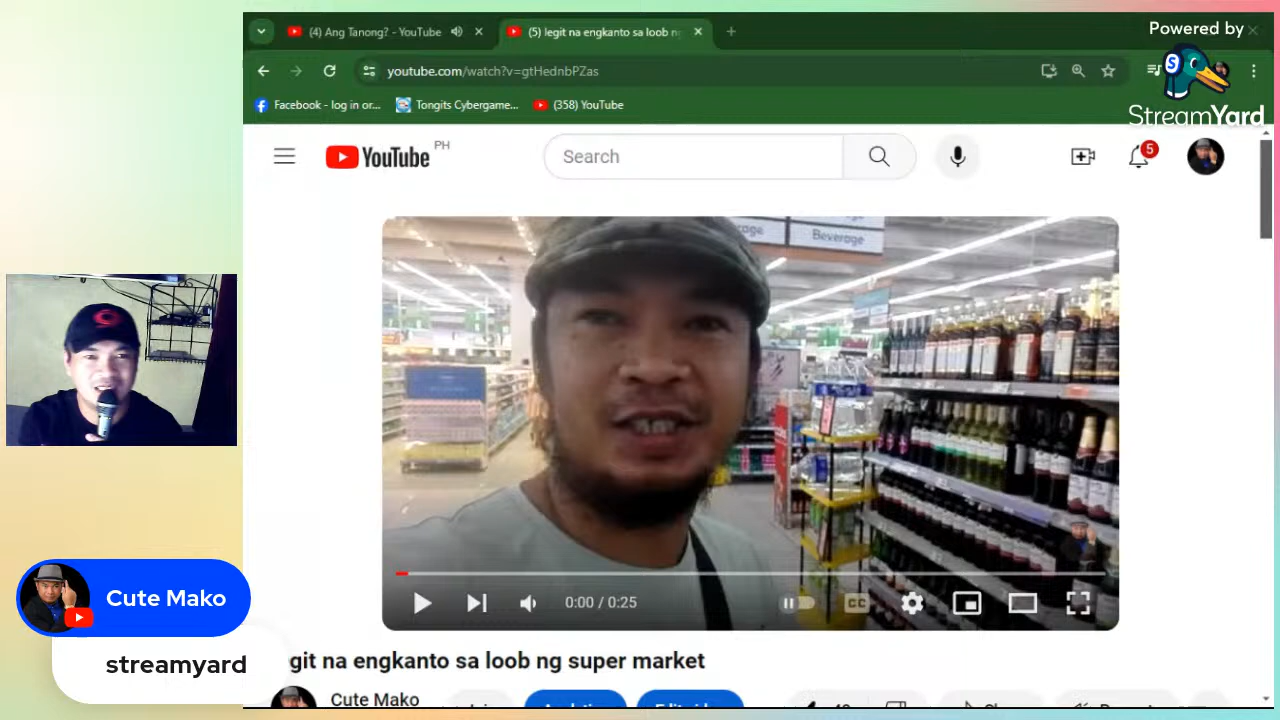 (4) Ang Tanong? - YouTube
(5) legit na engkanto sa loob n
Powered by
youtube.com/watch?v=gtHednbPZas
S
StreamYard
Facebook - log in or...
Tongits Cybergame...
(358) YouTube
YouTube PH
Search
5
Beverage
0:00 / 0:25
CC
git na engkanto sa loob ng super market
Cute Mako
Cute Mako
streamyard